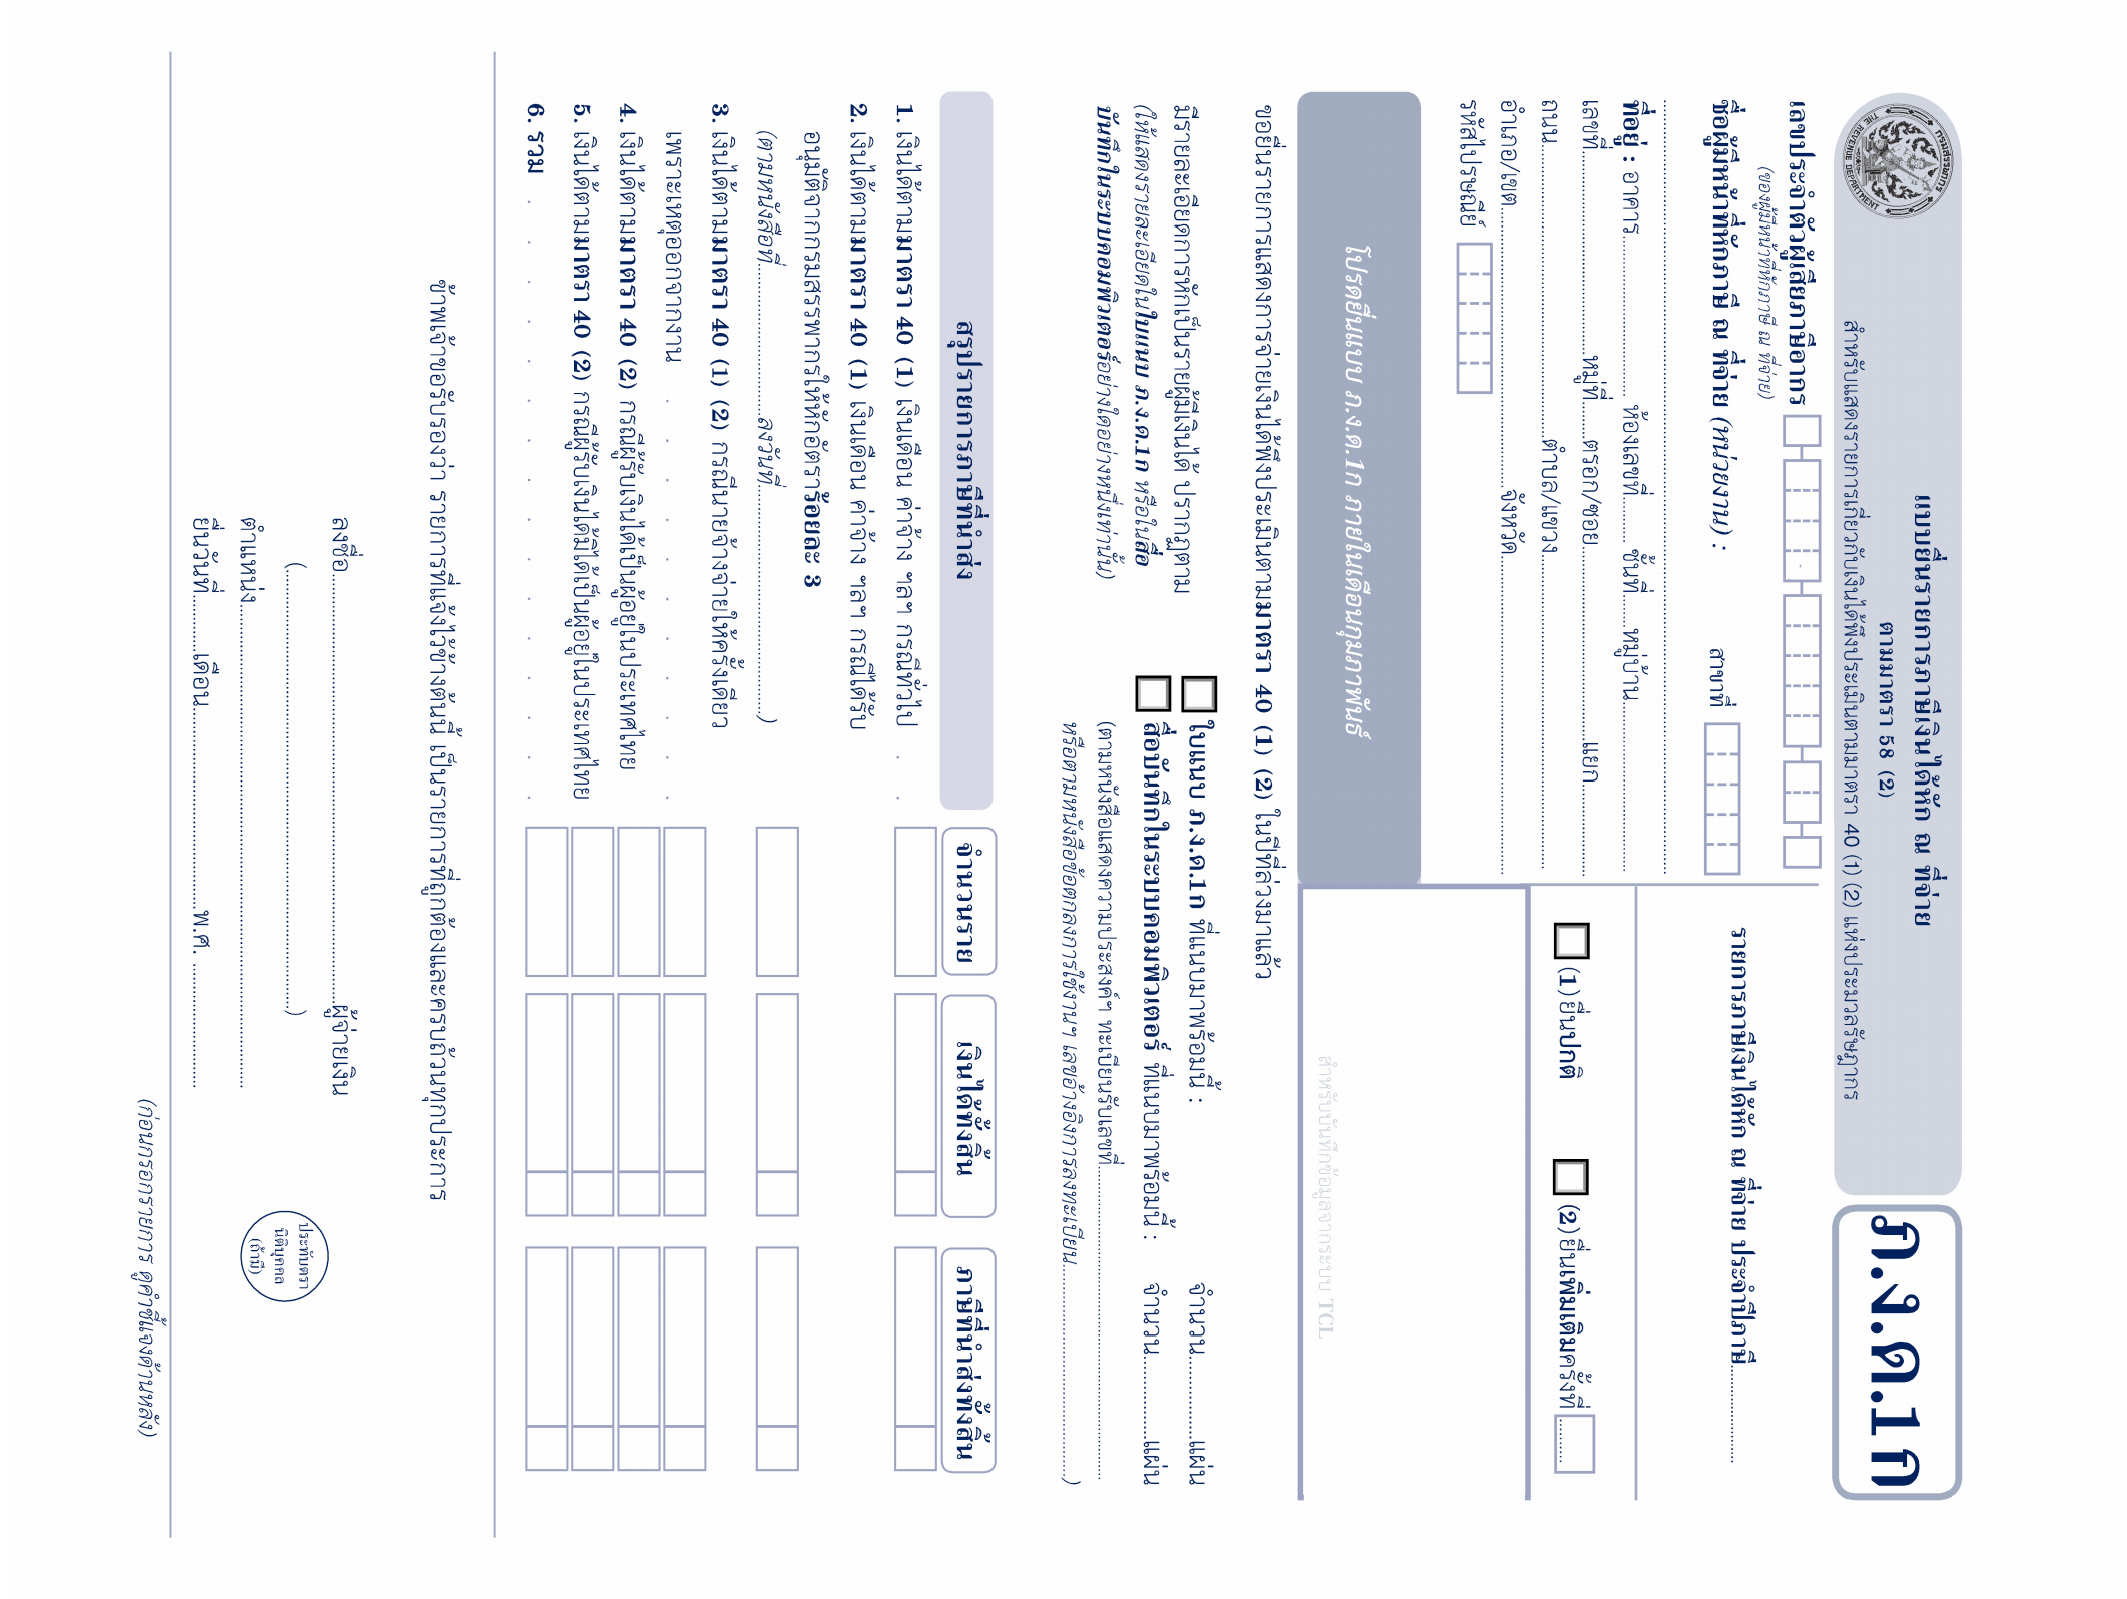 กรมสรรพากร
THE REVENUE DEPARTMENT
แบบยื่นรายการภาษีเงินได้หัก ณ ที่จ่าย
ตามมาตรา 58 (2)
สำหรับแสดงรายการเกี่ยวกับเงินได้พึงประเมินตามมาตรา 40 (1) (2) แห่งประมวลรัษฎากร
ภ.ง.ด.1ก
เลขประจำตัวผู้เสียภาษีอากร
(ของผู้มีหน้าที่หักภาษี ณ ที่จ่าย)
ชื่อผู้มีหน้าที่หักภาษี ณ ที่จ่าย (หน่วยงาน) : สาขาที่
ที่อยู่ : อาคาร........ห้องเลขที่........ชั้นที่........หมู่บ้าน........
เลขที่........หมู่ที่........ตรอก/ซอย........แยก........
ถนน........ตำบล/แขวง........
อำเภอ/เขต........จังหวัด........
รหัสไปรษณีย์
รายการภาษีเงินได้หัก ณ ที่จ่าย ประจำปีภาษี........
(1) ยื่นปกติ (2) ยื่นเพิ่มเติมครั้งที่ ........
โปรดยื่นแบบ ภ.ง.ด.1ก ภายในเดือนกุมภาพันธ์
สำหรับบันทึกข้อมูลจากระบบ TCL
ขอยื่นรายการแสดงการจ่ายเงินได้พึงประเมินตามมาตรา 40 (1) (2) ในปีที่ล่วงมาแล้ว
มีรายละเอียดการหักเป็นรายผู้มีเงินได้ ปรากฏตาม
(ให้แสดงรายละเอียดในใบแนบ ภ.ง.ด.1ก หรือในสื่อ
บันทึกในระบบคอมพิวเตอร์อย่างใดอย่างหนึ่งเท่านั้น)
ใบแนบ ภ.ง.ด.1ก ที่แนบมาพร้อมนี้ : จำนวน........แผ่น
สื่อบันทึกในระบบคอมพิวเตอร์ ที่แนบมาพร้อมนี้ : จำนวน........แผ่น
(ตามหนังสือแสดงความประสงค์ฯ ทะเบียนรับเลขที่........
หรือตามหนังสือข้อตกลงการใช้งานฯ เลขอ้างอิงการลงทะเบียน........)
สรุปรายการภาษีที่นำส่ง จำนวนราย เงินได้ทั้งสิ้น ภาษีที่นำส่งทั้งสิ้น
1. เงินได้ตามมาตรา 40 (1) เงินเดือน ค่าจ้าง ฯลฯ กรณีทั่วไป . .
2. เงินได้ตามมาตรา 40 (1) เงินเดือน ค่าจ้าง ฯลฯ กรณีได้รับ
อนุมัติจากกรมสรรพากรให้หักอัตราร้อยละ 3
(ตามหนังสือที่........ลงวันที่........)
3. เงินได้ตามมาตรา 40 (1) (2) กรณีนายจ้างจ่ายให้ครั้งเดียว
เพราะเหตุออกจากงาน . . . . . . . . . . .
4. เงินได้ตามมาตรา 40 (2) กรณีผู้รับเงินได้เป็นผู้อยู่ในประเทศไทย
5. เงินได้ตามมาตรา 40 (2) กรณีผู้รับเงินได้มิได้เป็นผู้อยู่ในประเทศไทย
6. รวม . . . . . . . . . . . . . . . .
ข้าพเจ้าขอรับรองว่า รายการที่แจ้งไว้ข้างต้นนี้ เป็นรายการที่ถูกต้องและครบถ้วนทุกประการ
ลงชื่อ........ผู้จ่ายเงิน
(........)
ตำแหน่ง........
ยื่นวันที่........เดือน........พ.ศ. ........
ประทับตรา
นิติบุคคล
(ถ้ามี)
(ก่อนกรอกรายการ ดูคำชี้แจงด้านหลัง)